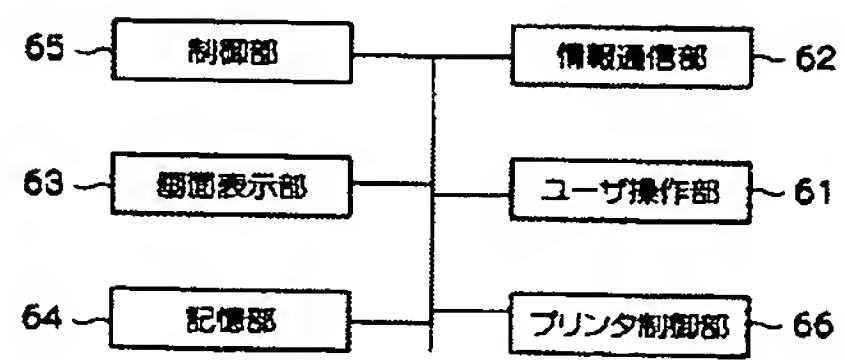 65 制御部 情報通信部 62
63 画面表示部 ユーザ操作部 61
64 記憶部 プリンタ制御部 66